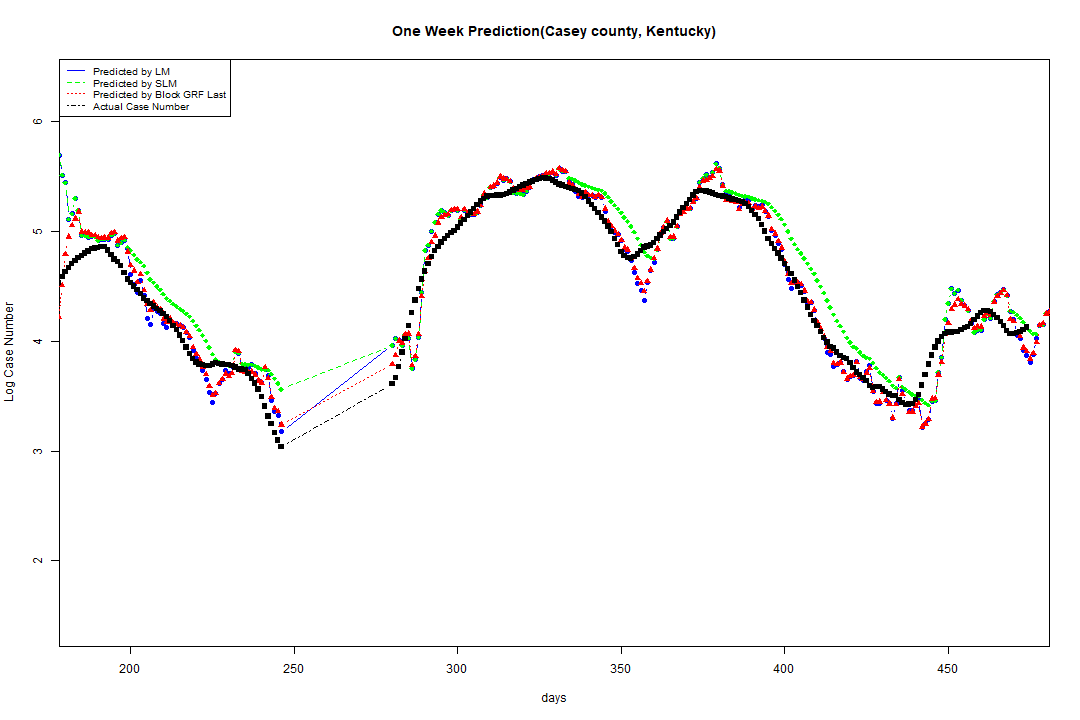 One Week Prediction(Casey county, Kentucky)
Predicted by LM
Predicted by SLM
Predicted by Block GRF Last
Actual Case Number
6
5
4
3
2
Log Case Number
200 250 300 350 400 450
days